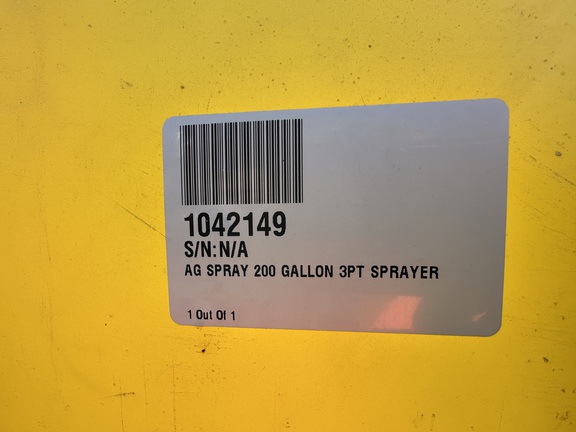 1042149
S/N:N/A
AG SPRAY 200 GALLON 3PT SPRAYER
1 Out Of 1